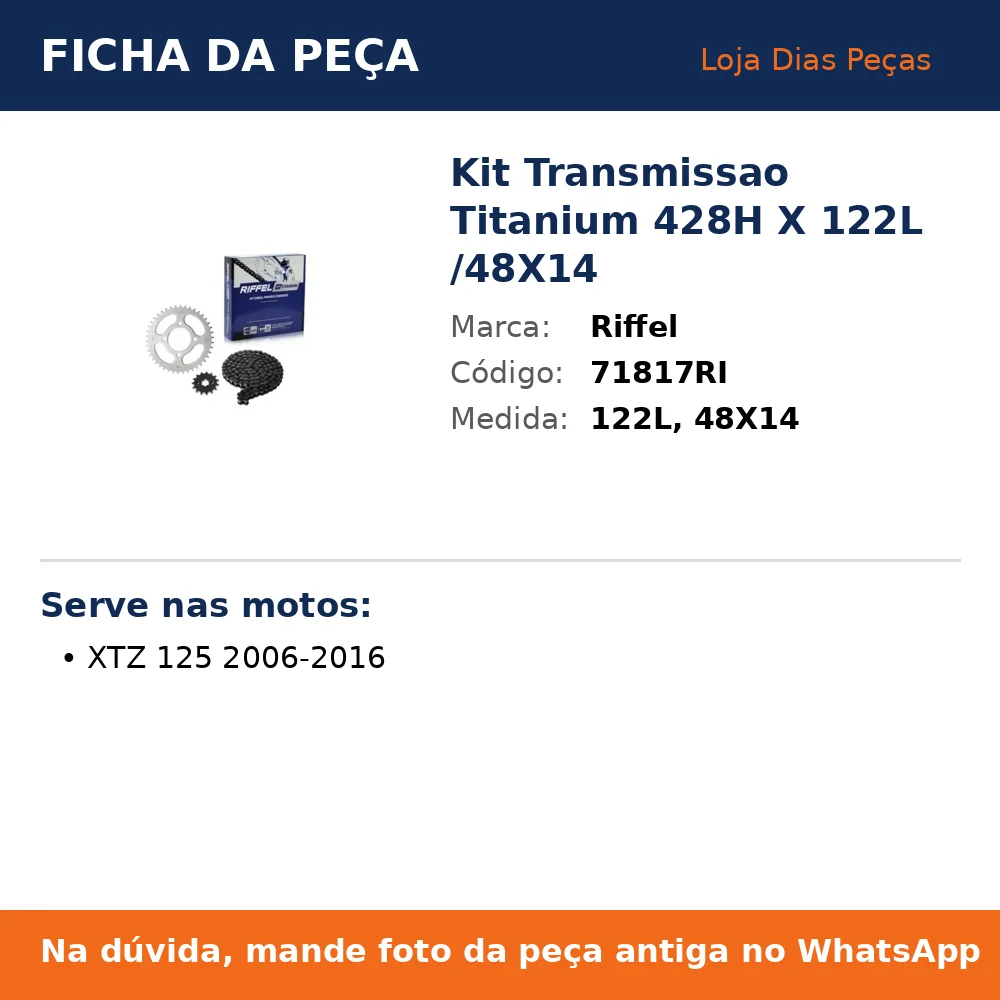 FICHA DA PEÇA
Loja Dias Peças
Kit Transmissao
Titanium 428H X 122L
/48X14
RIFFEL
Marca: Riffel
Código: 71817RI
Medida: 122L, 48X14
Serve nas motos:
• XTZ 125 2006-2016
Na dúvida, mande foto da peça antiga no WhatsApp